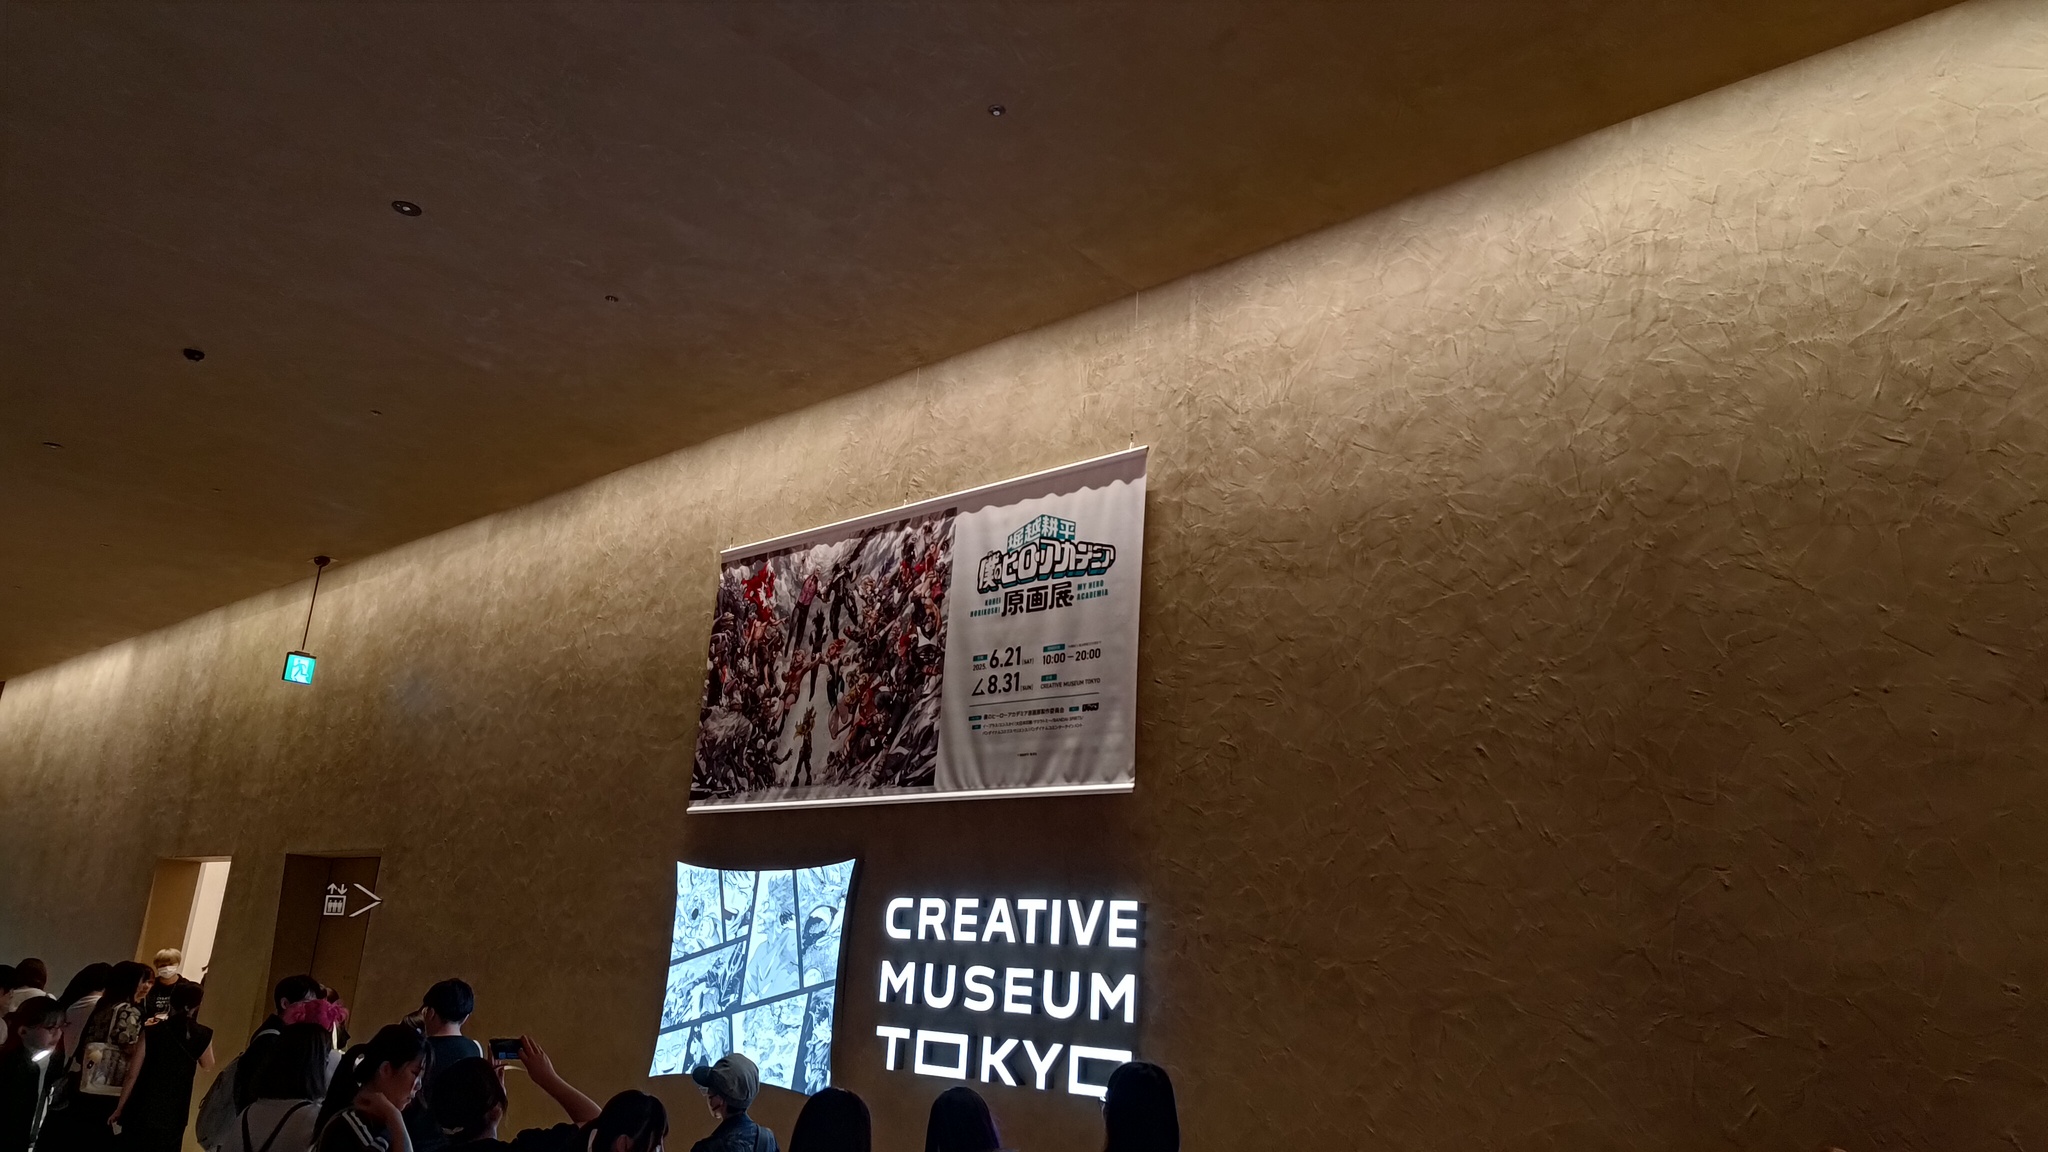 堀越耕平
僕のヒーローアカデミア
KOHEI HORIKOSHI
原画展
MY HERO ACADEMIA
2025. 6.21 [SAT]
8.31 [SUN]
10:00 – 20:00
CREATIVE MUSEUM TOKYO
CREATIVE
MUSEUM
TOKYO